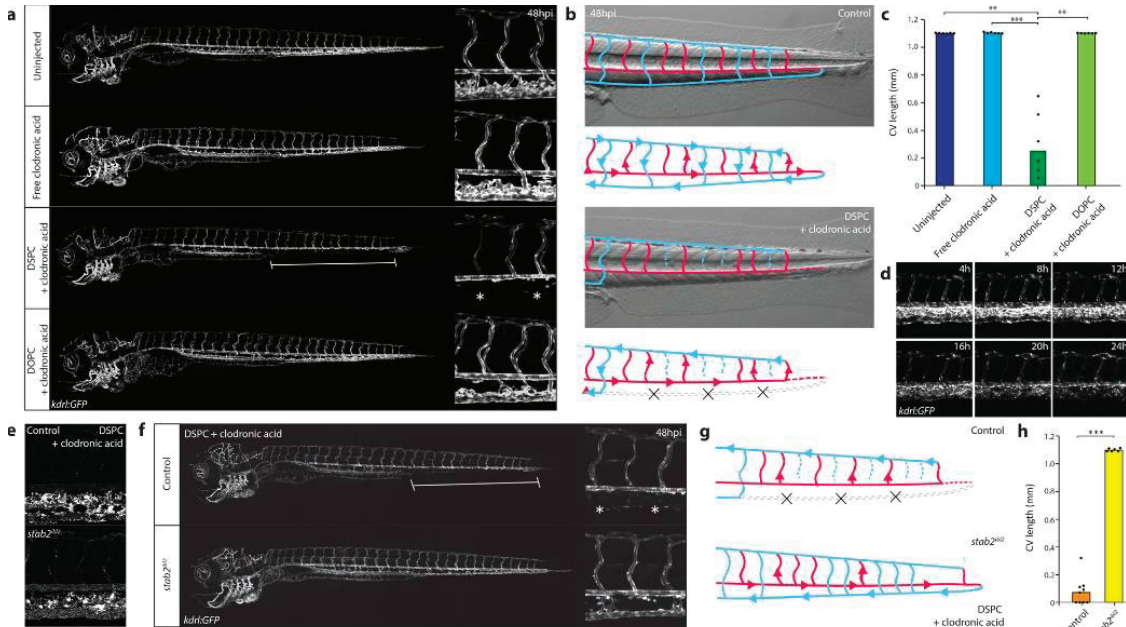 a
Uninjected
Free clodronic acid
DSPC
+ clodronic acid
DOPC
+ clodronic acid
48hpi
*
*
kdrl:GFP
b
48hpi
Control
DSPC
+ clodronic acid
c
**
***
**
CV length (mm)
1.2
1.0
0.8
0.6
0.4
0.2
0
Uninjected
Free clodronic acid
DSPC
+ clodronic acid
DOPC
+ clodronic acid
d
4h
8h
12h
16h
20h
24h
kdrl:GFP
e
Control
DSPC
+ clodronic acid
f
DSPC + clodronic acid
48hpi
Control
*
*
kdrl:GFP
g
Control
DSPC
+ clodronic acid
h
***
CV length (mm)
1.2
1.0
0.8
0.6
0.4
0.2
0